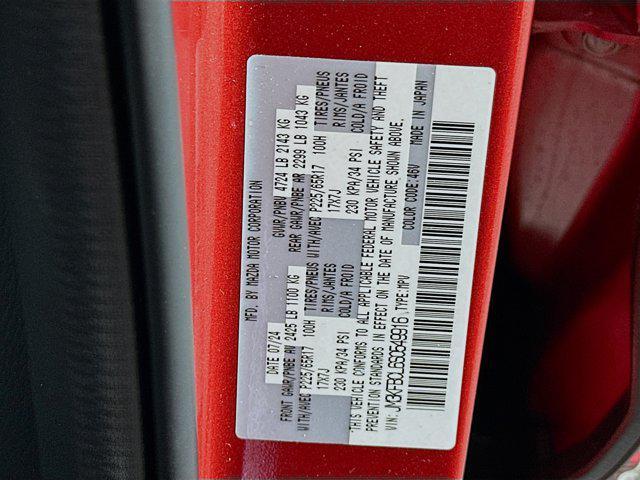 MFD. BY MAZDA MOTOR CORPORATION
DATE 07/24 GVWR/PNBV 4724 LB 2143 KG
FRONT GAWR/PNBE AV 2425 LB 1100 KG REAR GAWR/PNBE AR 2299 LB 1043 KG
WITH/AVEC P225/65R17 100H TIRES/PNEUS WITH/AVEC P225/65R17 100H TIRES/PNEUS
17X7J RIMS/JANTES 17X7J RIMS/JANTES
230 KPA/34 PSI COLD/A FROID 230 KPA/34 PSI COLD/A FROID
THIS VEHICLE CONFORMS TO ALL APPLICABLE FEDERAL MOTOR VEHICLE SAFETY AND THEFT
PREVENTION STANDARDS IN EFFECT ON THE DATE OF MANUFACTURE SHOWN ABOVE.
VIN: TYPE:MPV COLOR CODE:46V MADE IN JAPAN